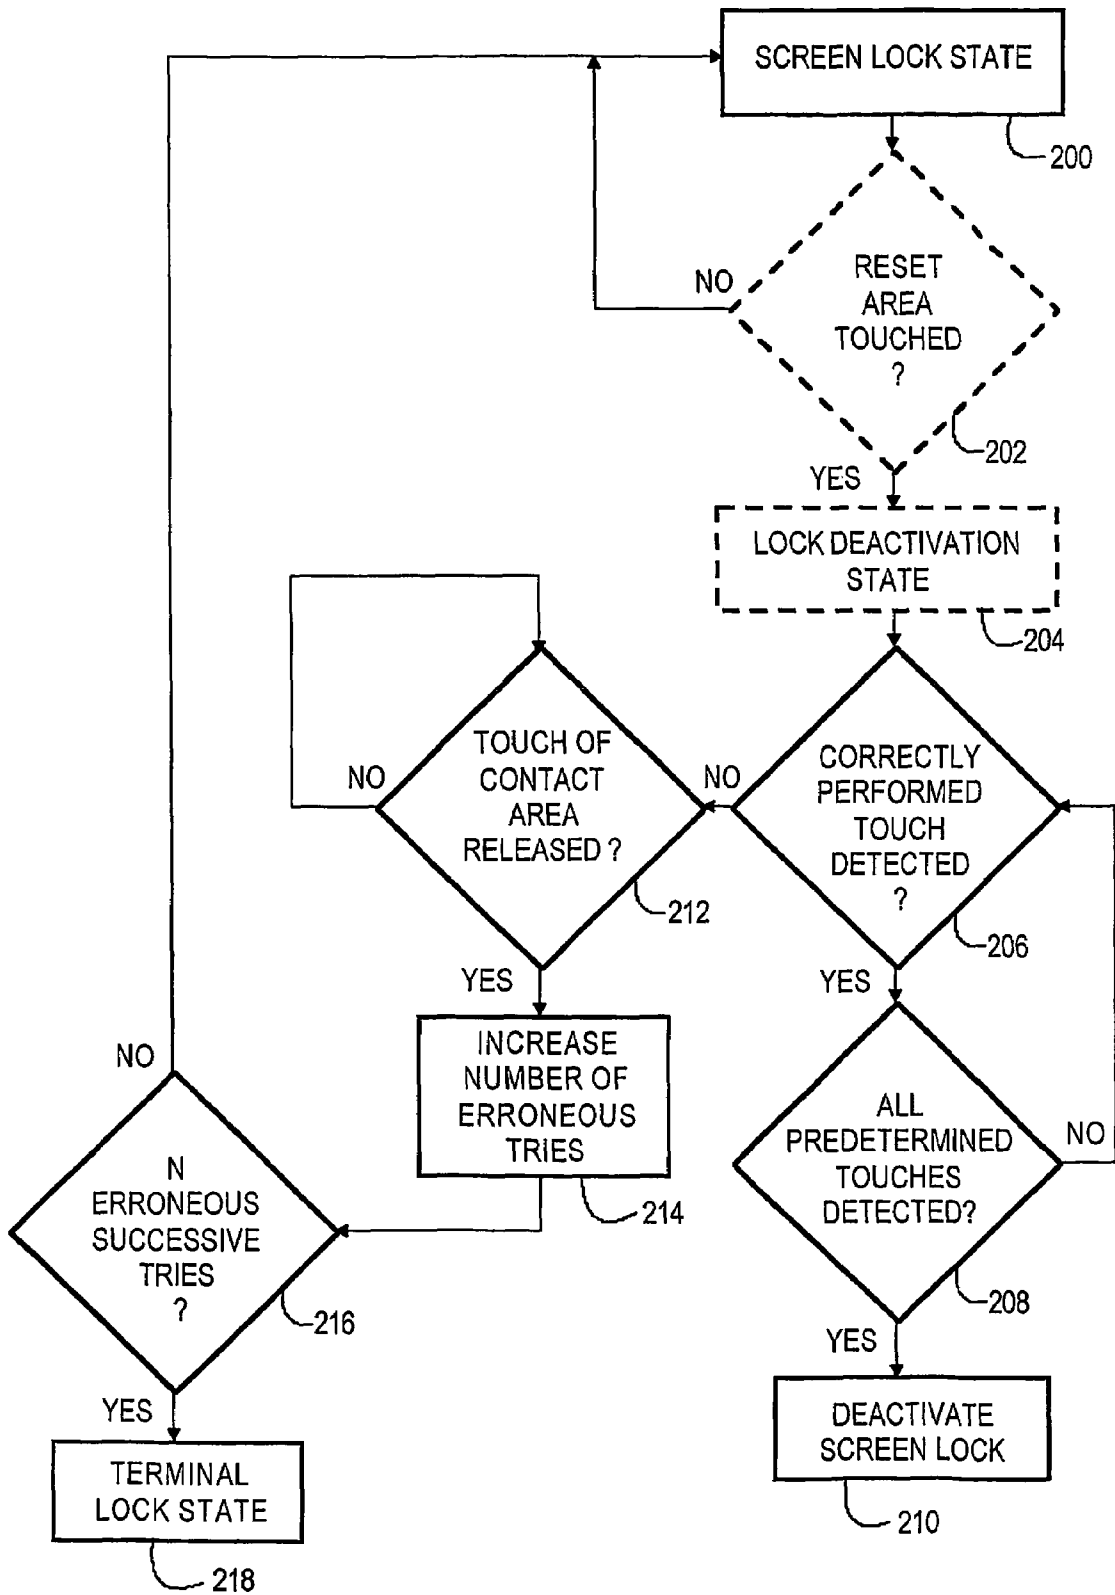 SCREEN LOCK STATE
200
RESET
AREA
TOUCHED
?
NO
202
YES
LOCK DEACTIVATION
STATE
204
CORRECTLY
PERFORMED
TOUCH
DETECTED
?
NO
206
YES
TOUCH OF
CONTACT
AREA
RELEASED ?
NO
212
YES
INCREASE
NUMBER OF
ERRONEOUS
TRIES
214
ALL
PREDETERMINED
TOUCHES
DETECTED?
NO
208
YES
DEACTIVATE
SCREEN LOCK
210
NO
N
ERRONEOUS
SUCCESSIVE
TRIES
?
216
YES
TERMINAL
LOCK STATE
218